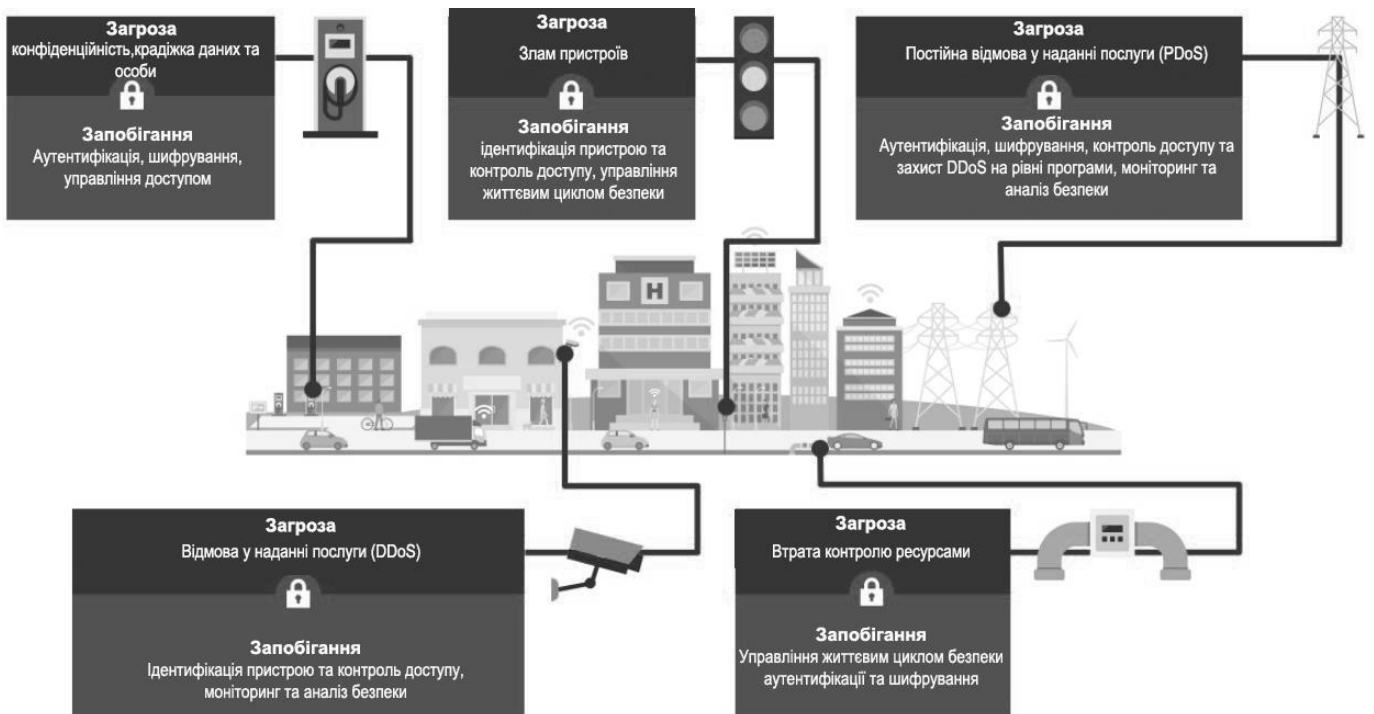 Загроза
конфіденційність,крадіжка даних та
особи
Запобігання
Аутентифікація, шифрування,
управління доступом
Загроза
Злам пристроїв
Запобігання
ідентифікація пристрою та
контроль доступу, управління
життєвим циклом безпеки
Загроза
Постійна відмова у наданні послуги (PDoS)
Запобігання
Аутентифікація, шифрування, контроль доступу та
захист DDoS на рівні програми, моніторинг та
аналіз безпеки
H
Загроза
Відмова у наданні послуги (DDoS)
Запобігання
Ідентифікація пристрою та контроль доступу,
моніторинг та аналіз безпеки
Загроза
Втрата контролю ресурсами
Запобігання
Управління життєвим циклом безпеки
аутентифікації та шифрування